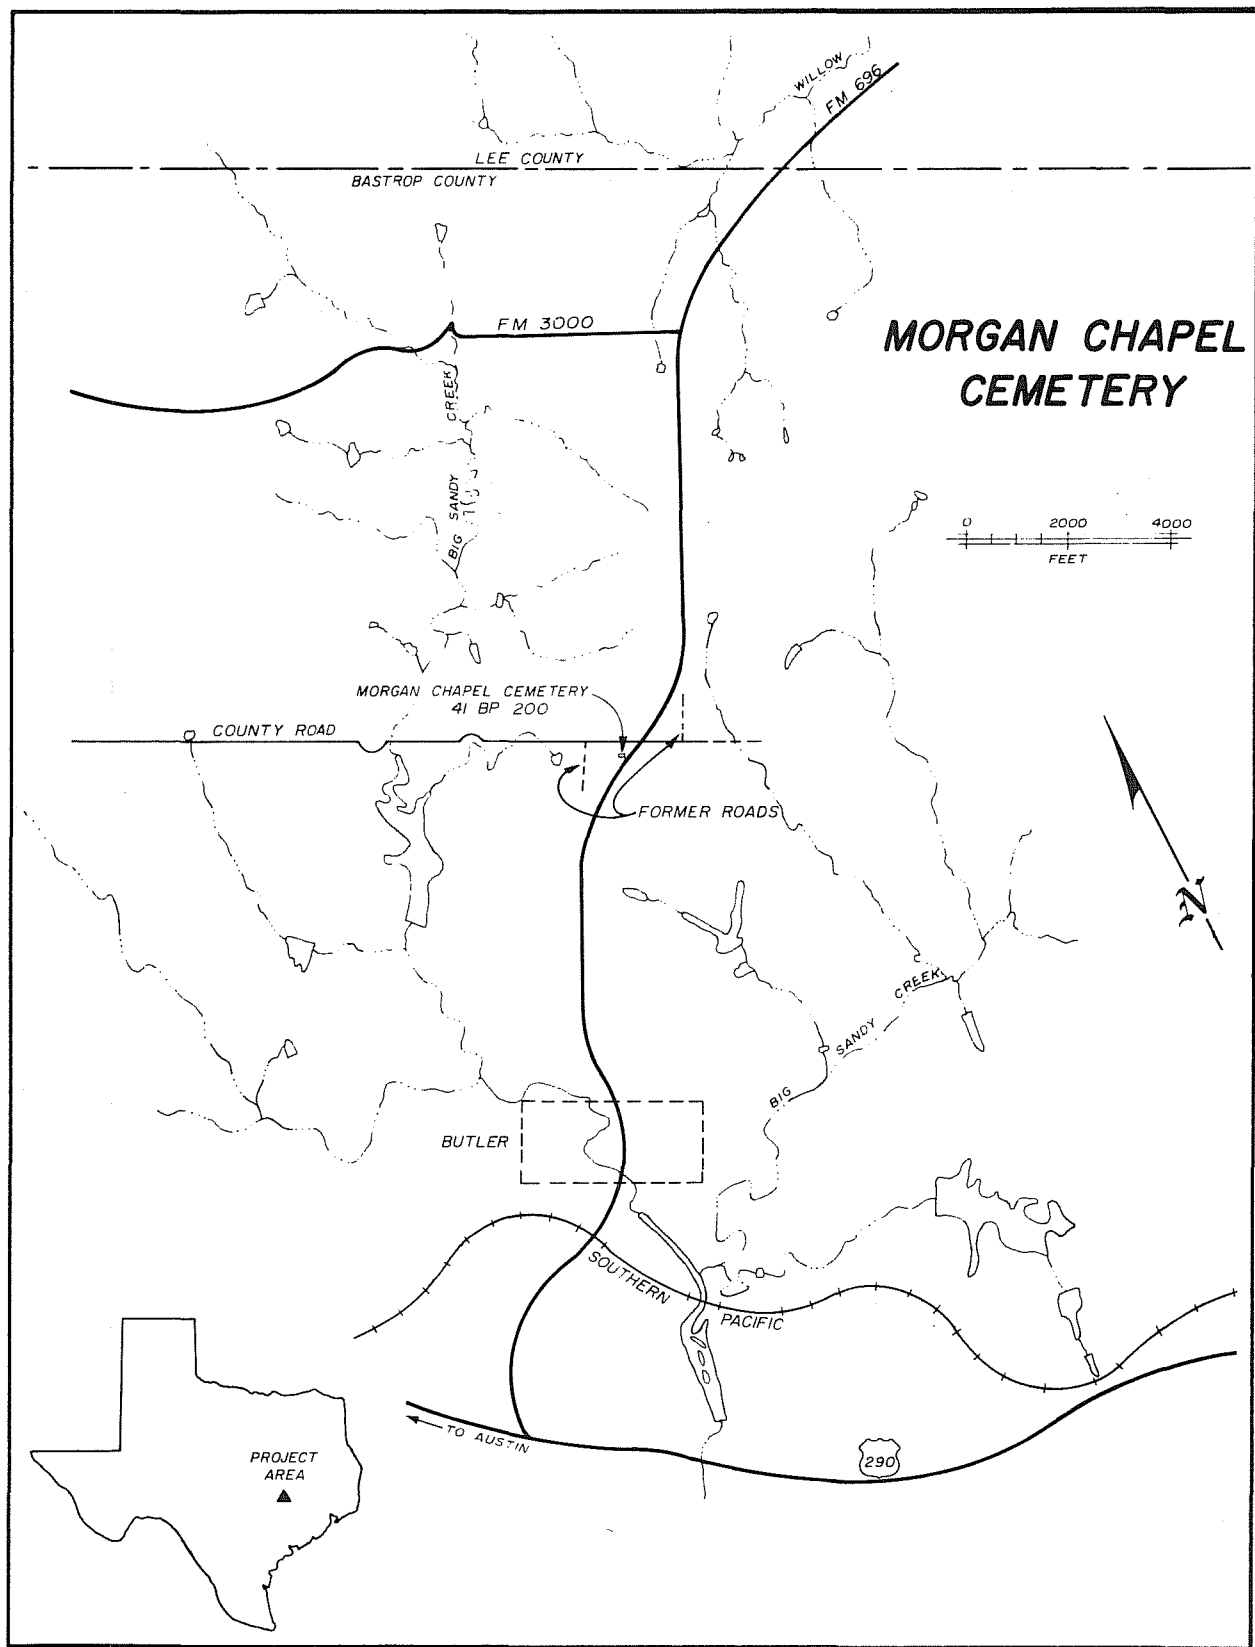 WILLOW
FM 696
LEE COUNTY
BASTROP COUNTY
FM 3000
MORGAN CHAPEL
CEMETERY
BIG SANDY CREEK
0 2000 4000
FEET
MORGAN CHAPEL CEMETERY
41 BP 200
COUNTY ROAD
FORMER ROADS
N
BIG SANDY CREEK
BUTLER
SOUTHERN PACIFIC
TO AUSTIN
290
PROJECT
AREA